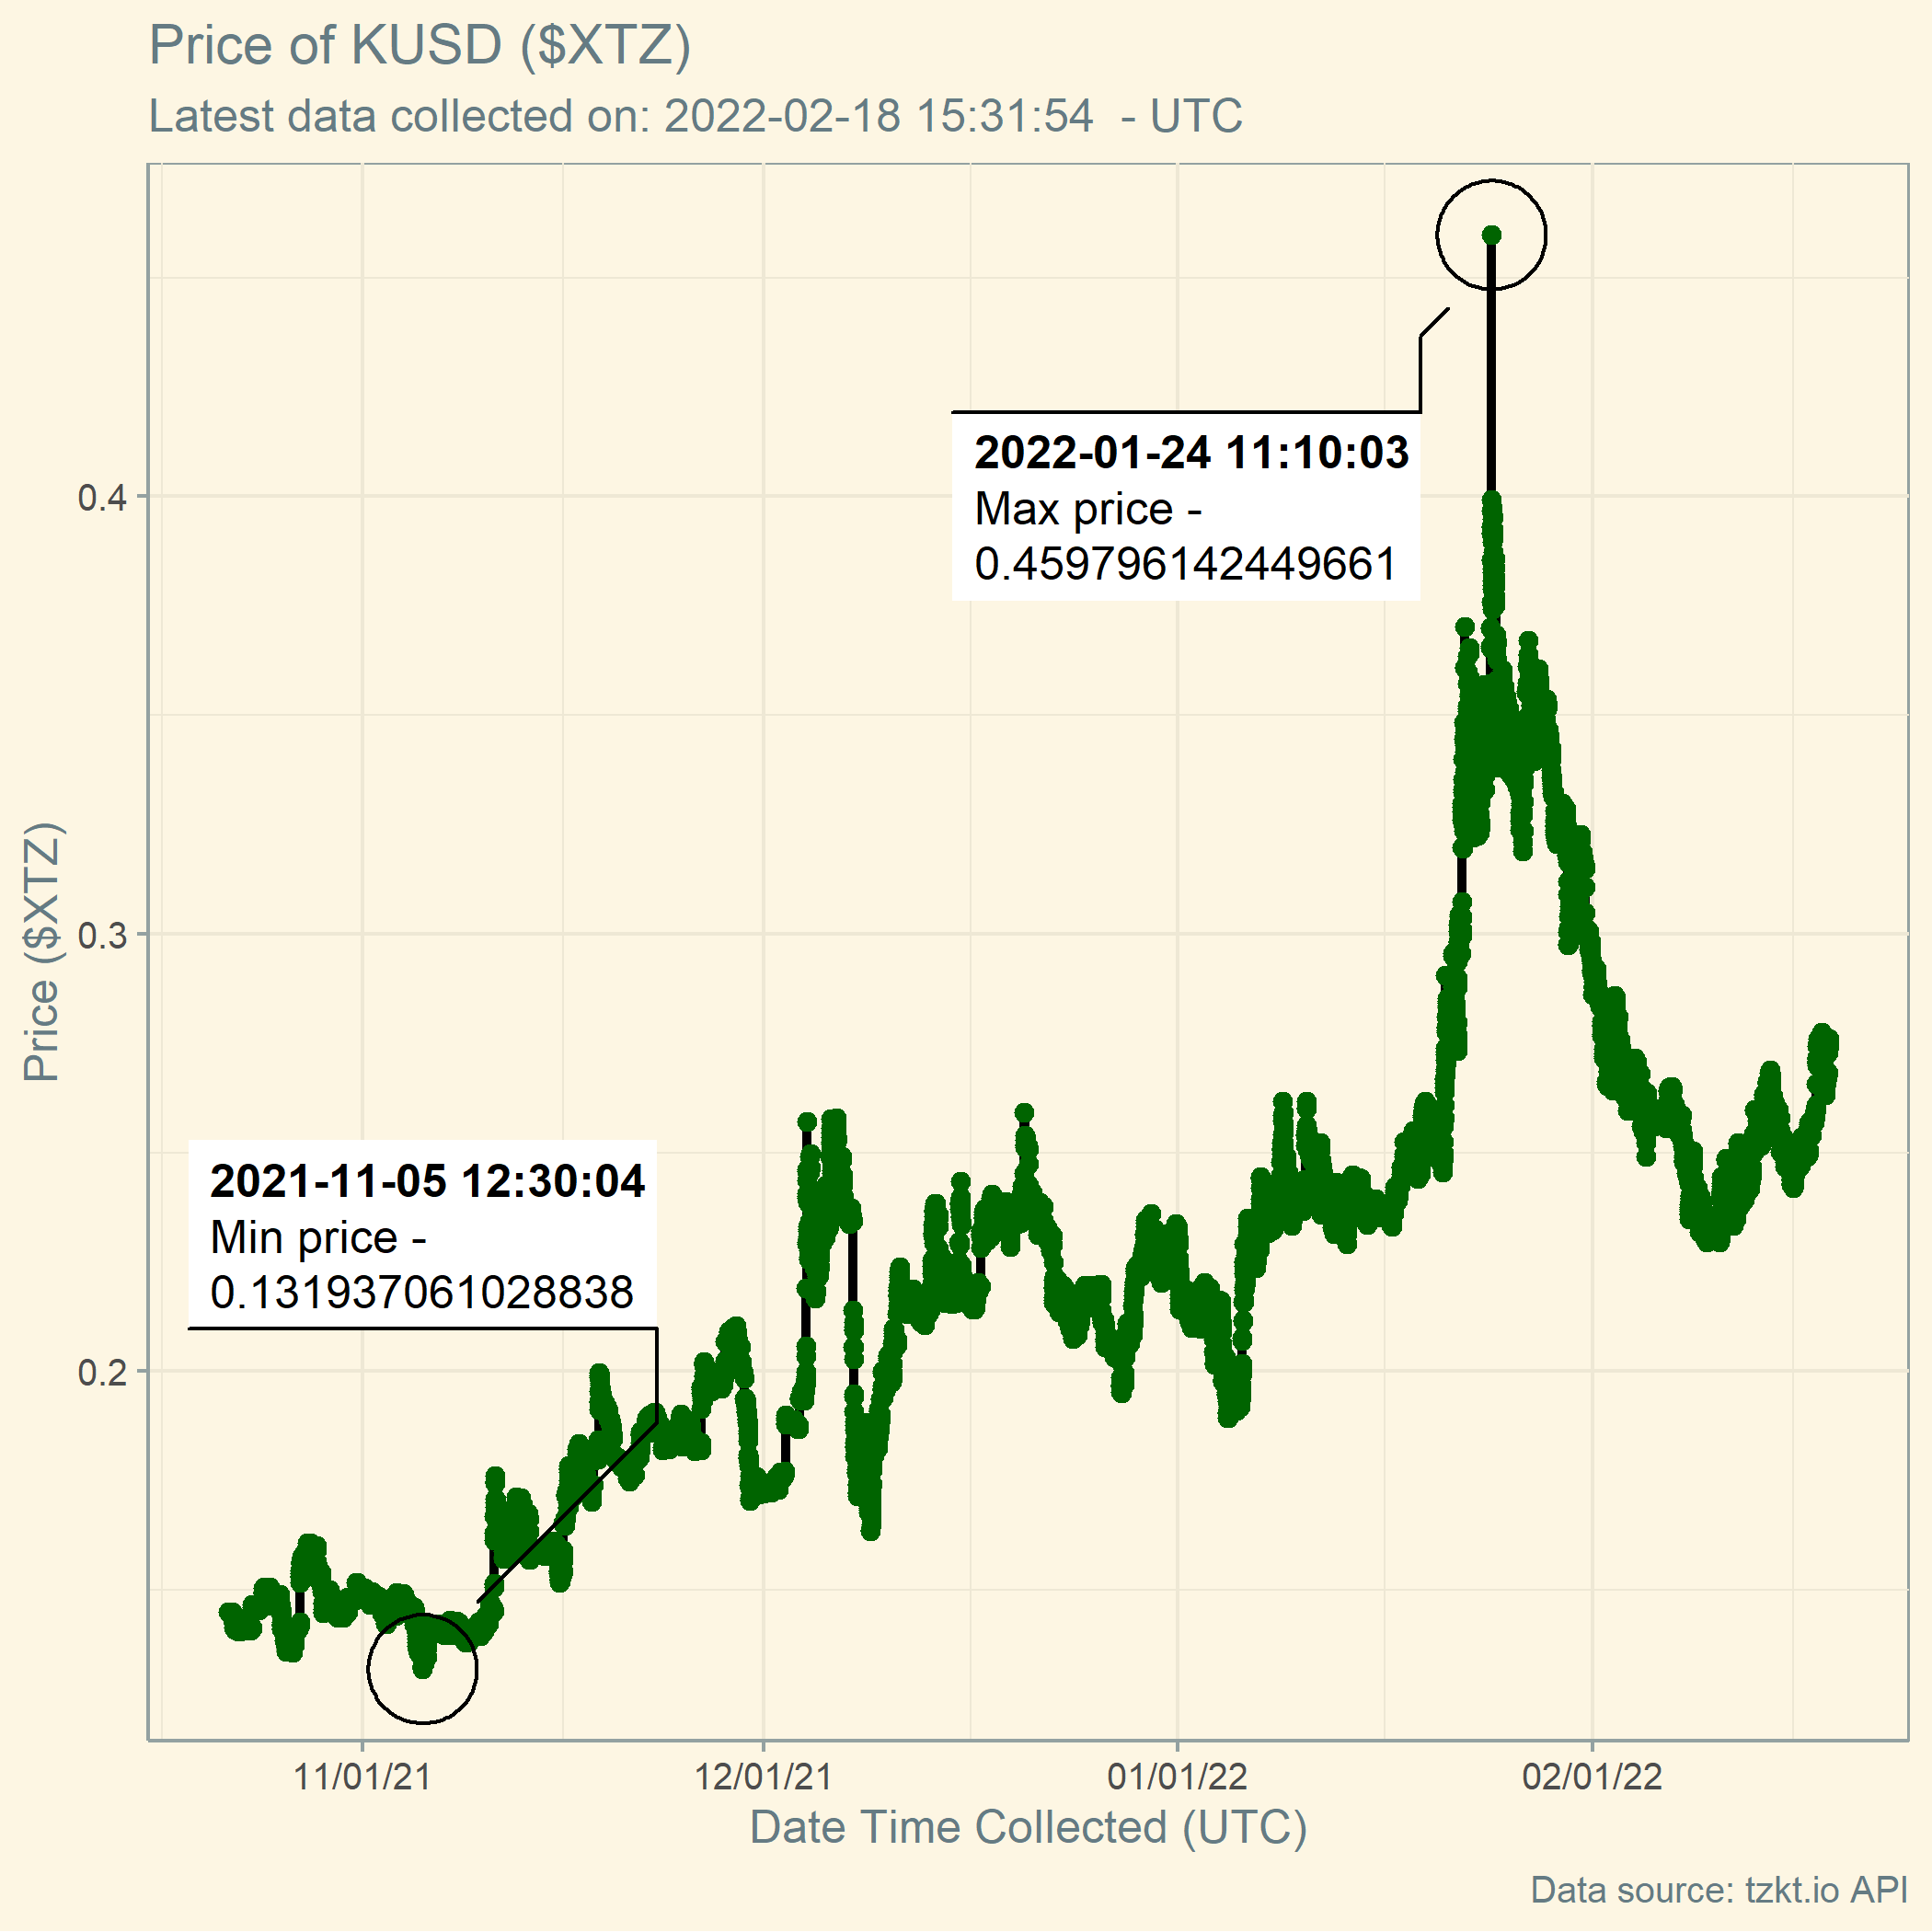 Price of KUSD ($XTZ)
Latest data collected on: 2022-02-18 15:31:54  - UTC
2022-01-24 11:10:03
Max price -
0.459796142449661
0.4
0.3
0.2
Price ($XTZ)
2021-11-05 12:30:04
Min price -
0.131937061028838
11/01/21
12/01/21
01/01/22
02/01/22
Date Time Collected (UTC)
Data source: tzkt.io API